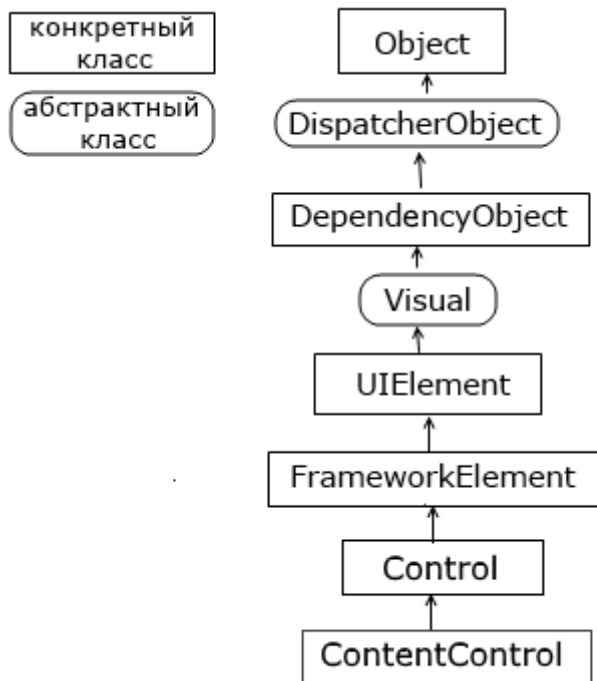 конкретный
класс
абстрактный
класс
Object
DispatcherObject
DependencyObject
Visual
UIElement
FrameworkElement
Control
ContentControl